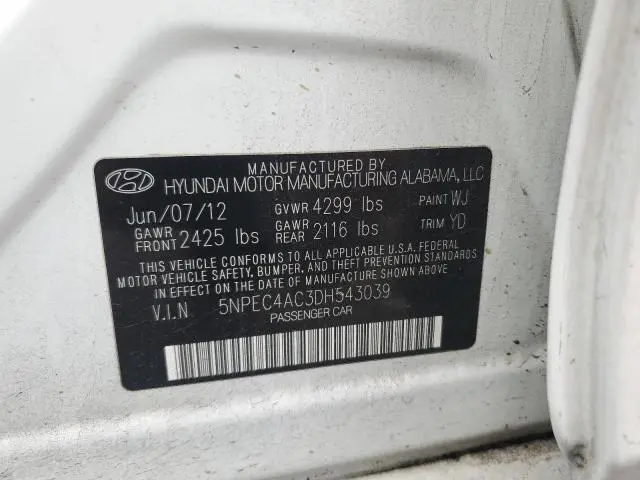 MANUFACTURED BY
HYUNDAI MOTOR MANUFACTURING ALABAMA, LLC
Jun/07/12 GVWR 4299 lbs PAINT WJ
GAWR FRONT 2425 lbs GAWR REAR 2116 lbs TRIM YD
THIS VEHICLE CONFORMS TO ALL APPLICABLE U.S.A. FEDERAL
MOTOR VEHICLE SAFETY, BUMPER, AND THEFT PREVENTION STANDARDS
IN EFFECT ON THE DATE OF MANUFACTURE SHOWN ABOVE.
V.I.N 5NPEC4AC3DH543039
PASSENGER CAR